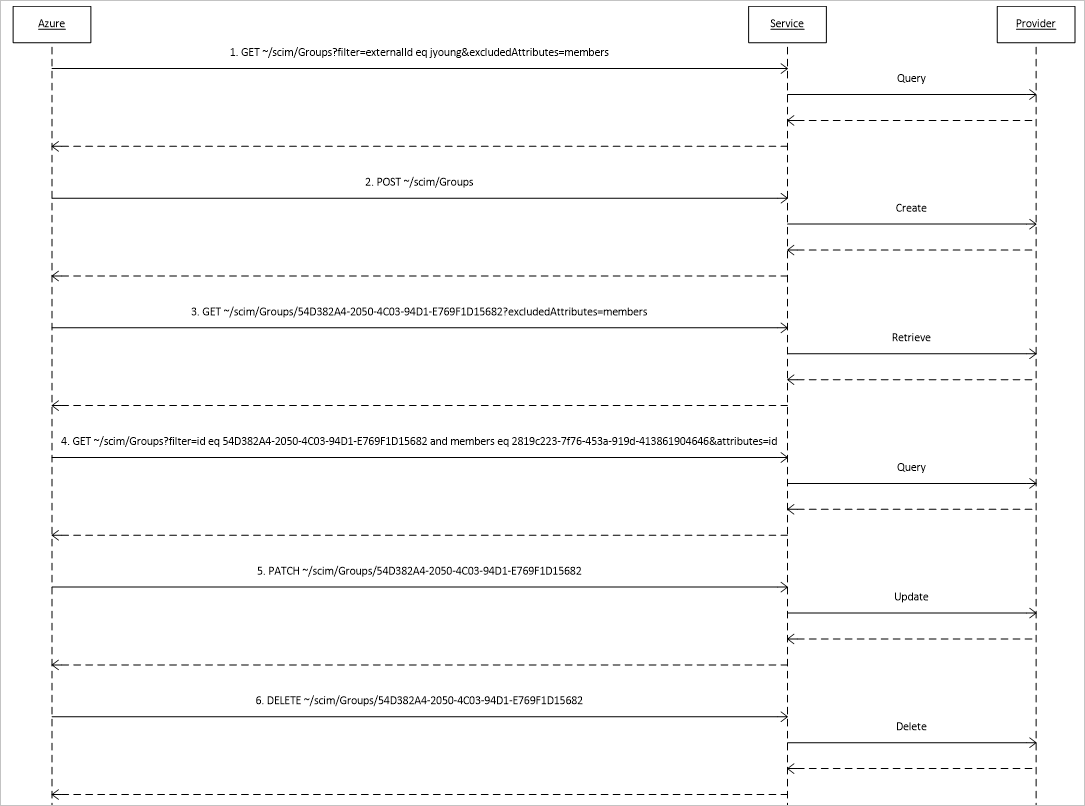 Azure
Service
Provider
1. GET ~/scim/Groups?filter=externalId eq jyoung&excludedAttributes=members
Query
2. POST ~/scim/Groups
Create
3. GET ~/scim/Groups/54D382A4-2050-4C03-94D1-E769F1D15682?excludedAttributes=members
Retrieve
4. GET ~/scim/Groups?filter=id eq 54D382A4-2050-4C03-94D1-E769F1D15682 and members eq 2819c223-7f76-453a-919d-413861904646&attributes=id
Query
5. PATCH ~/scim/Groups/54D382A4-2050-4C03-94D1-E769F1D15682
Update
6. DELETE ~/scim/Groups/54D382A4-2050-4C03-94D1-E769F1D15682
Delete